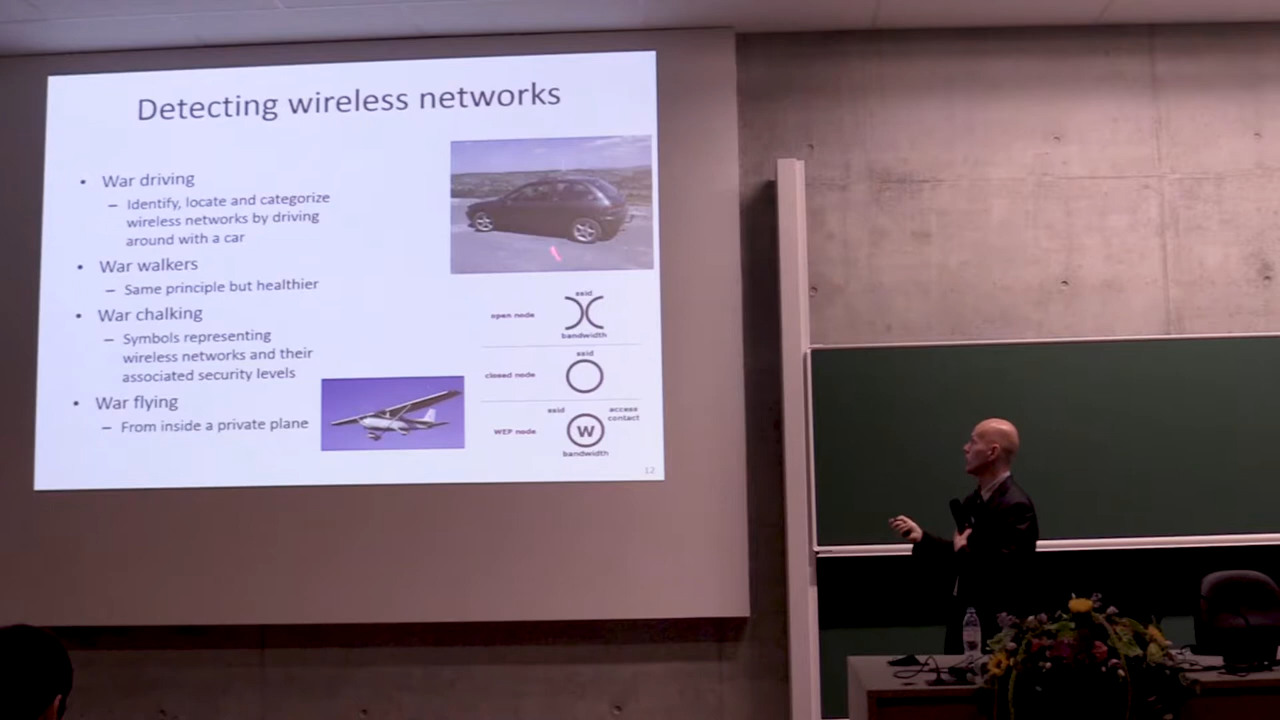 Detecting wireless networks
• War driving
– Identify, locate and categorize
wireless networks by driving
around with a car
• War walkers
– Same principle but healthier
• War chalking
– Symbols representing
wireless networks and their
associated security levels
• War flying
– From inside a private plane
ssid
open node
bandwidth
ssid
closed node
ssid
access
contact
WEP node
W
bandwidth
12